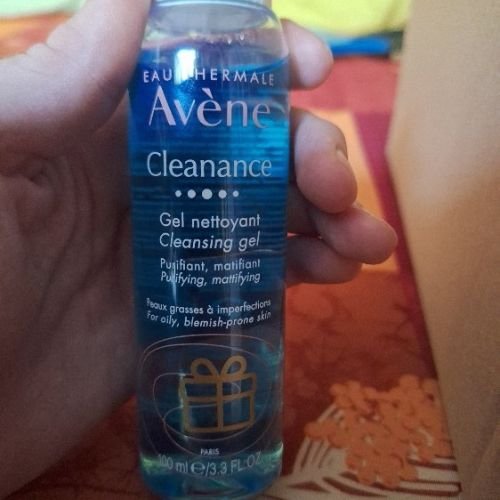 EAU THERMALE
Avène
Cleanance
Gel nettoyant
Cleansing gel
Purifiant, matifiant
Purifying, mattifying
Peaux grasses à imperfections
For oily, blemish-prone skin
PARIS
100 ml e/3.3 FL.OZ.